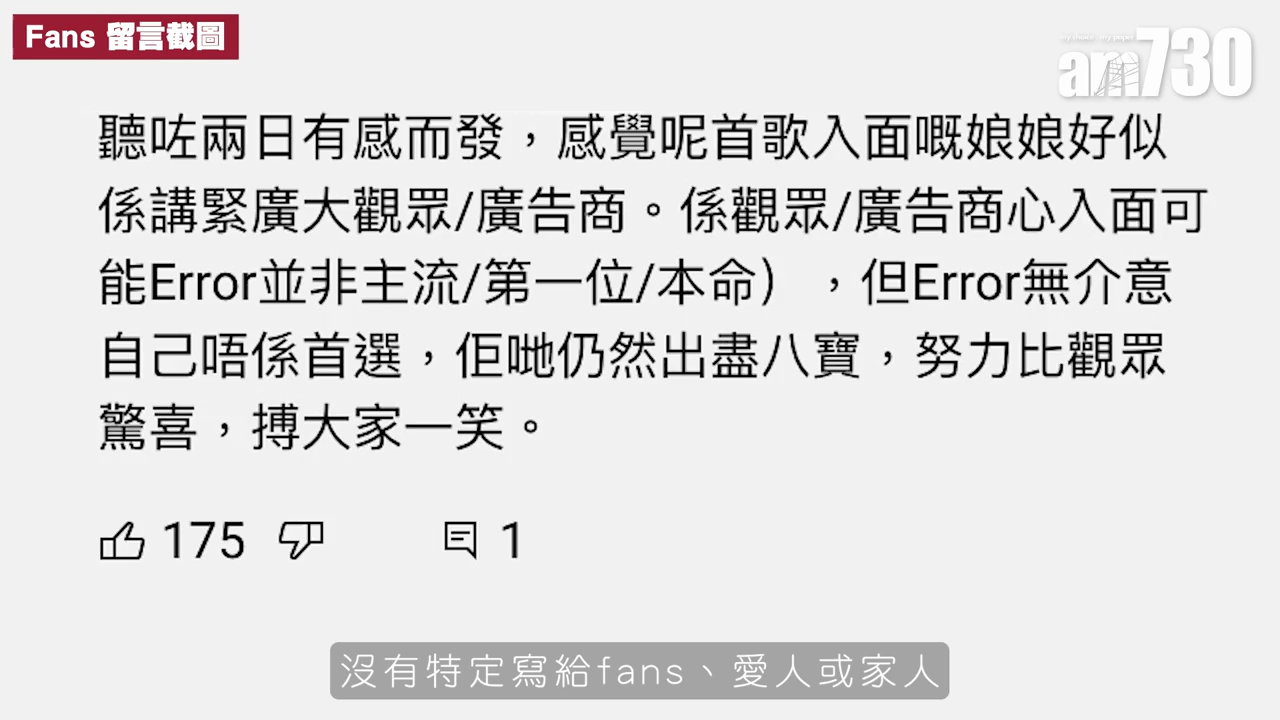 Fans 留言截圖
am730
聽咗兩日有感而發，感覺呢首歌入面嘅娘娘好似
係講緊廣大觀眾/廣告商。係觀眾/廣告商心入面可
能Error並非主流/第一位/本命），但Error無介意
自己唔係首選，佢哋仍然出盡八寶，努力比觀眾
驚喜，搏大家一笑。
175
1
沒有特定寫給fans、愛人或家人